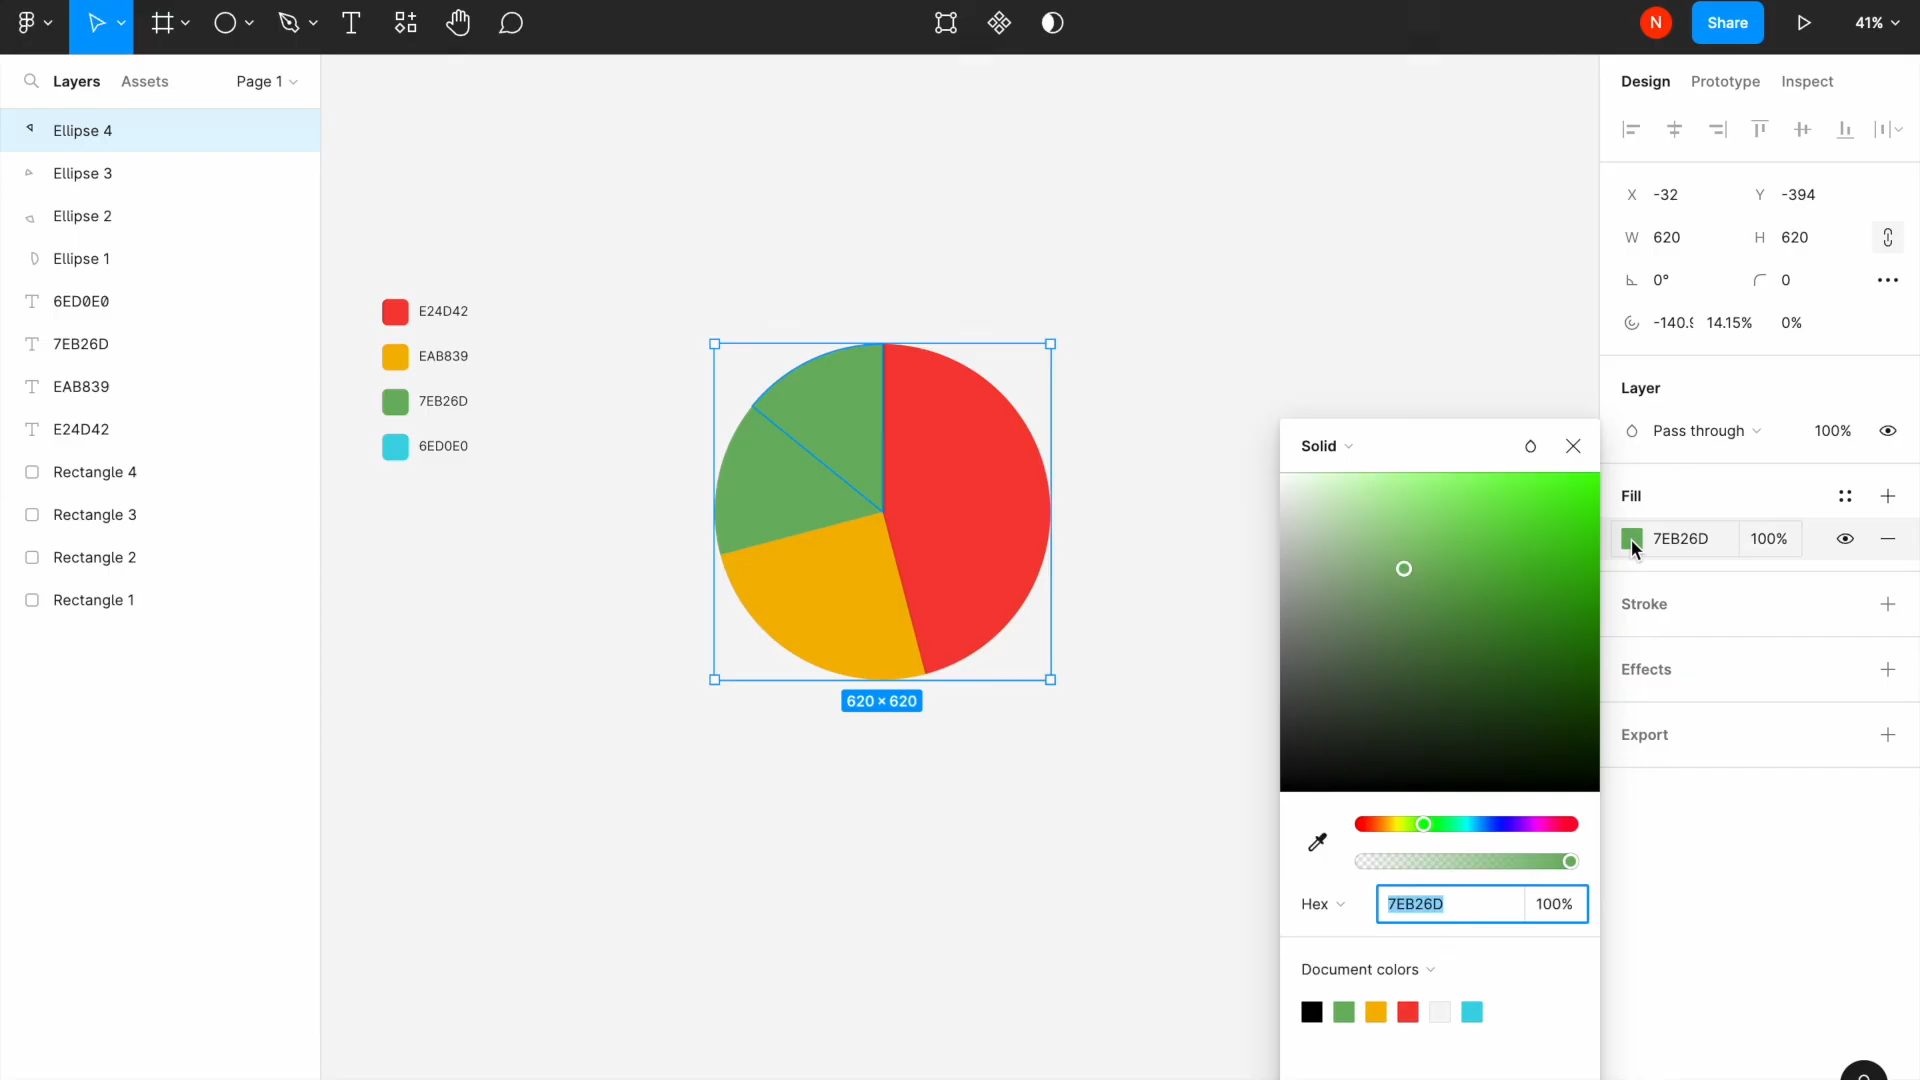 N
Share
41%
Layers
Assets
Page 1
Design
Prototype
Inspect
Ellipse 4
Ellipse 3
Ellipse 2
Ellipse 1
6ED0E0
7EB26D
EAB839
E24D42
Rectangle 4
Rectangle 3
Rectangle 2
Rectangle 1
E24D42
EAB839
7EB26D
6ED0E0
620 × 620
X -32
Y -394
W 620
H 620
0°
0
14.15%
0%
Layer
Pass through
100%
Fill
7EB26D
100%
Stroke
Effects
Export
Solid
Hex
7EB26D
100%
Document colors